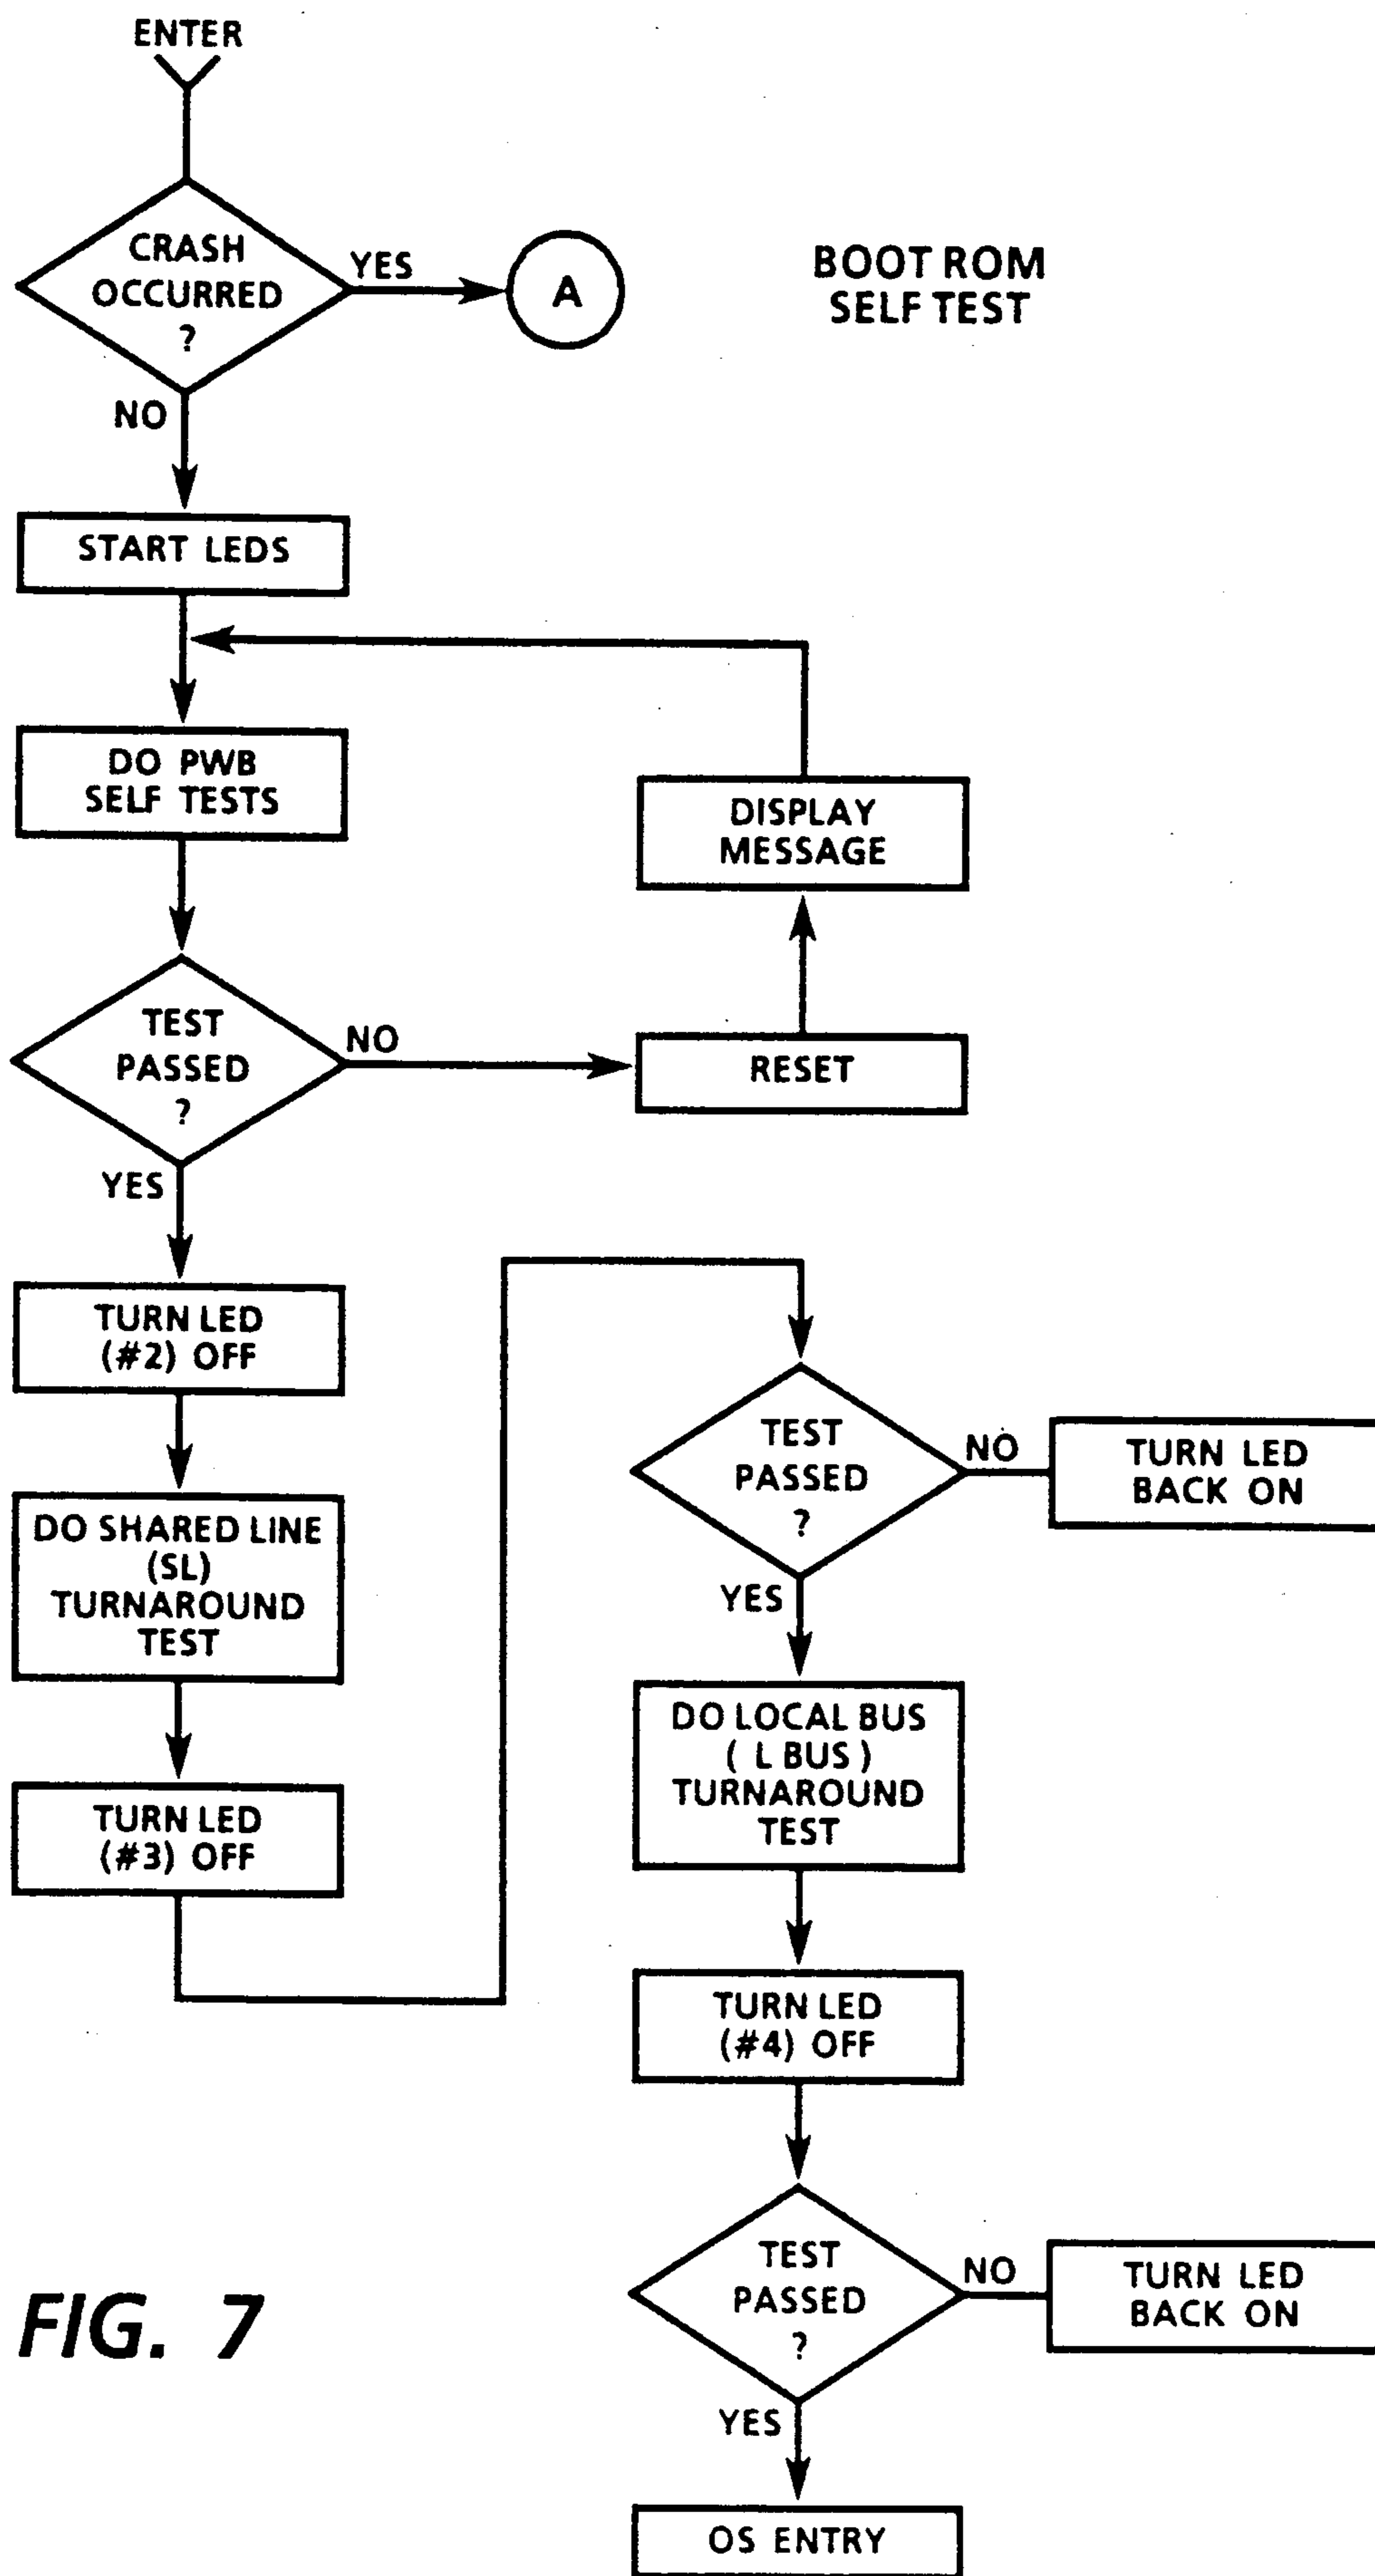 ENTER
CRASH
OCCURRED
?
YES
A
NO
BOOT ROM
SELF TEST
START LEDS
DO PWB
SELF TESTS
DISPLAY
MESSAGE
TEST
PASSED
?
NO
RESET
YES
TURN LED
(#2) OFF
DO SHARED LINE
(SL)
TURNAROUND
TEST
TURN LED
(#3) OFF
TEST
PASSED
?
NO
TURN LED
BACK ON
YES
DO LOCAL BUS
( L BUS )
TURNAROUND
TEST
TURN LED
(#4) OFF
TEST
PASSED
?
NO
TURN LED
BACK ON
YES
OS ENTRY
FIG. 7